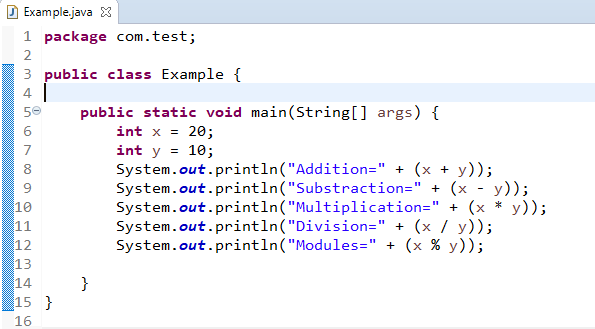 Example.java
1 package com.test;
2
3 public class Example {
4
5 public static void main(String[] args) {
6 int x = 20;
7 int y = 10;
8 System.out.println("Addition=" + (x + y));
9 System.out.println("Substraction=" + (x - y));
10 System.out.println("Multiplication=" + (x * y));
11 System.out.println("Division=" + (x / y));
12 System.out.println("Modules=" + (x % y));
13
14 }
15 }
16